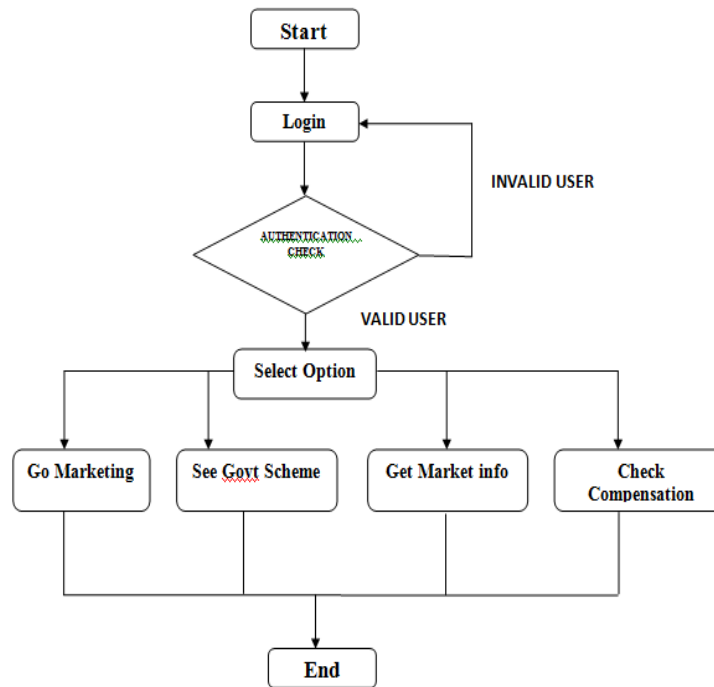 Start
Login
INVALID USER
AUTHENTICATION
CHECK
VALID USER
Select Option
Go Marketing
See Govt Scheme
Get Market info
Check
Compensation
End